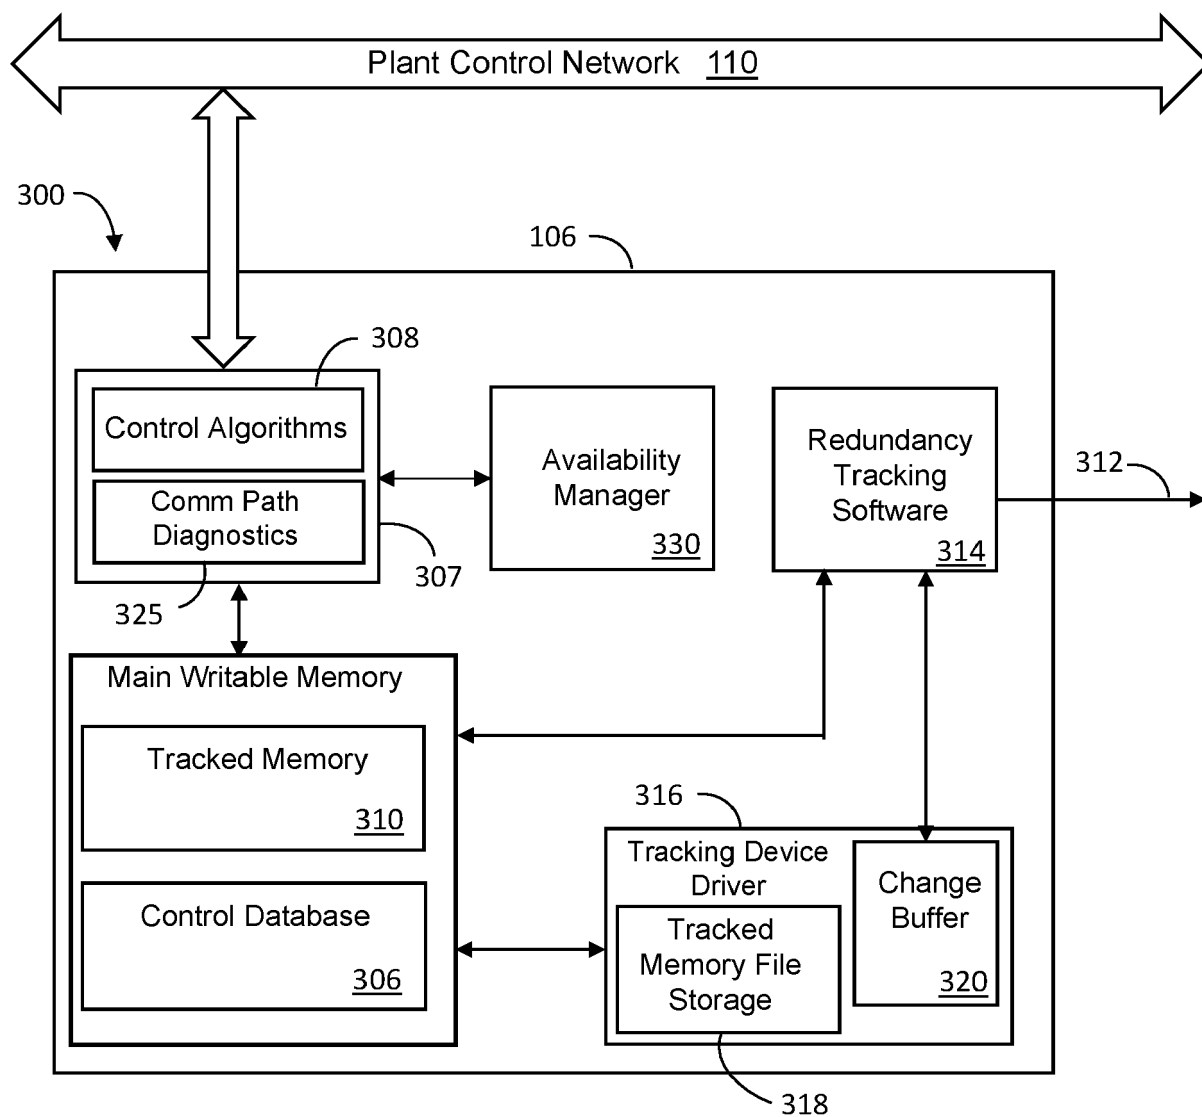 Plant Control Network 110
300
106
308
Control Algorithms
Comm Path
Diagnostics
307
325
Availability
Manager
330
Redundancy
Tracking
Software
314
312
Main Writable Memory
Tracked Memory
310
Control Database
306
316
Tracking Device
Driver
Tracked
Memory File
Storage
318
Change
Buffer
320